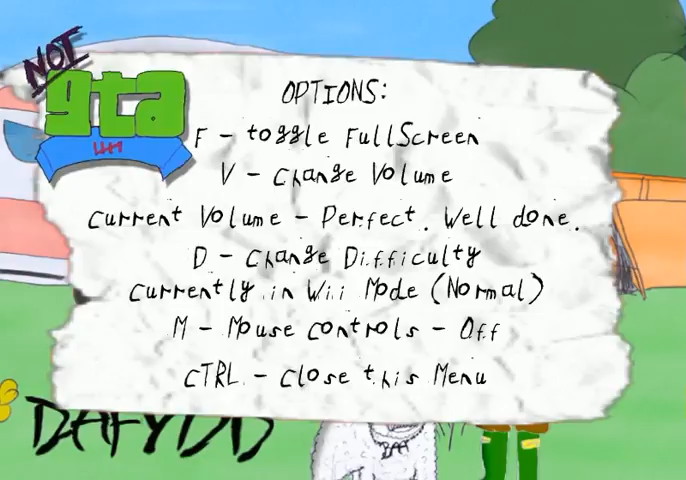 NOT
gta
OPTIONS:
F - toggle FullScreen
V - Change Volume
Current Volume - Perfect. Well done.
D - Change Difficulty
Currently in Wii Mode (Normal)
M - Mouse Controls - Off
CTRL - Close this Menu
DAFYDD
BAA